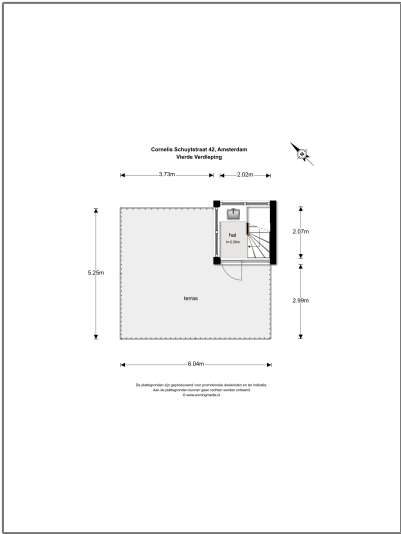 Cornelis Schuytstraat 42, Amsterdam
Vierde Verdieping
3.73m
2.02m
2.07m
hal
5.25m
2.99m
terras
6.04m
De plattegronden zijn geproduceerd voor promotionele doeleinden en ter indicatie.
Aan de plattegronden kunnen geen rechten worden ontleend
© www.woningmedia.nl